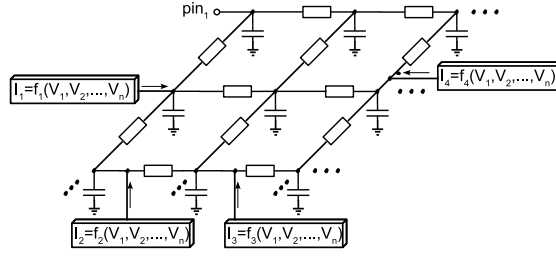 pin₁
I₁=f₁(V₁,V₂,...,Vₙ)
I₄=f₄(V₁,V₂,...,Vₙ)
I₂=f₂(V₁,V₂,...,Vₙ)
I₃=f₃(V₁,V₂,...,Vₙ)